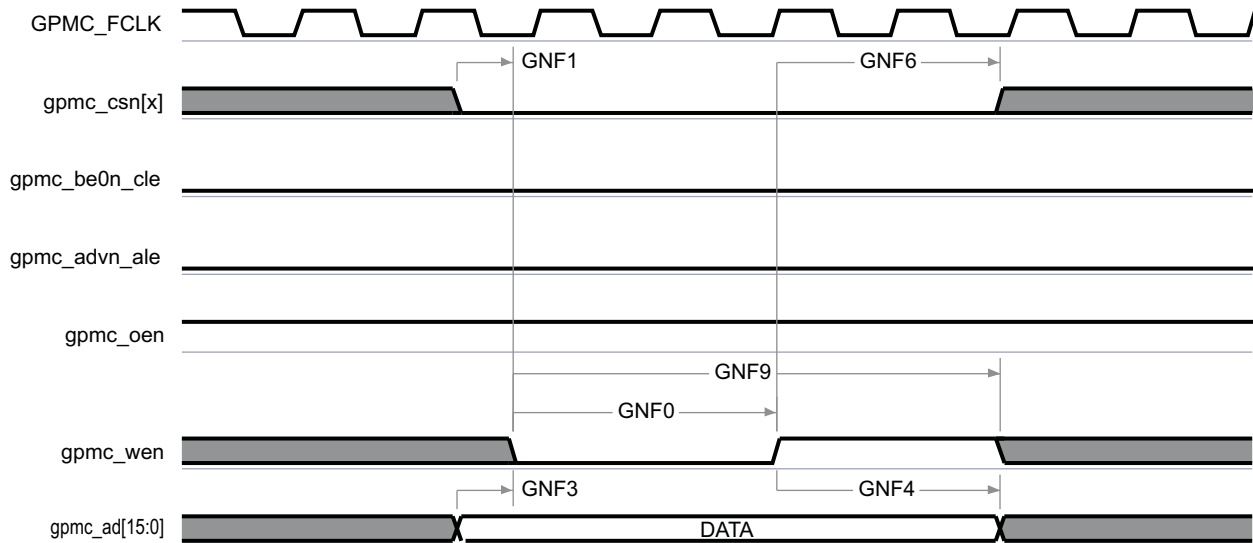 GPMC_FCLK
GNF1
GNF6
gpmc_csn[x]
gpmc_be0n_cle
gpmc_advn_ale
gpmc_oen
GNF9
GNF0
gpmc_wen
GNF3
GNF4
gpmc_ad[15:0]
DATA